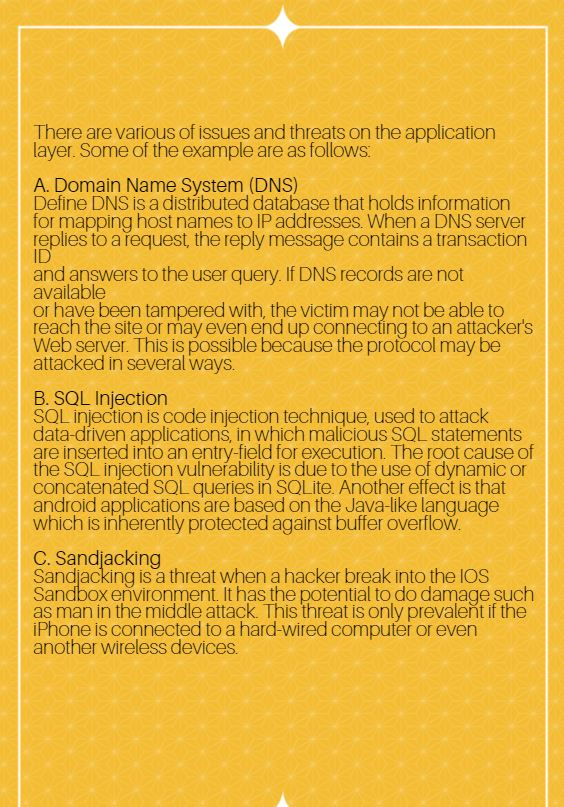 There are various of issues and threats on the application
layer. Some of the example are as follows:
A. Domain Name System (DNS)
Define DNS is a distributed database that holds information
for mapping host names to IP addresses. When a DNS server
replies to a request, the reply message contains a transaction
ID
and answers to the user query. If DNS records are not
available
or have been tampered with, the victim may not be able to
reach the site or may even end up connecting to an attacker's
Web server. This is possible because the protocol may be
attacked in several ways.
B. SQL Injection
SQL injection is code injection technique, used to attack
data-driven applications, in which malicious SQL statements
are inserted into an entry-field for execution. The root cause of
the SQL injection vulnerability is due to the use of dynamic or
concatenated SQL queries in SQLite. Another effect is that
android applications are based on the Java-like language
which is inherently protected against buffer overflow.
C. Sandjacking
Sandjacking is a threat when a hacker break into the IOS
Sandbox environment. It has the potential to do damage such
as man in the middle attack. This threat is only prevalent if the
iPhone is connected to a hard-wired computer or even
another wireless devices.